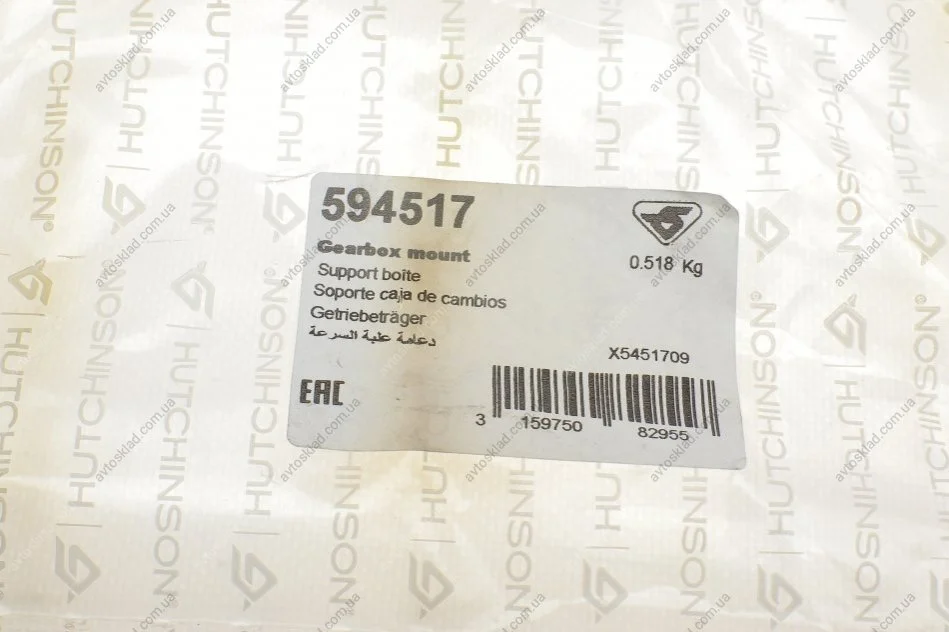 594517
Gearbox mount
Support boîte
Soporte caja de cambios
Getriebeträger
دعامة علبة السرعة
EAC
0.518 Kg
X5451709
3 159750 82955
HUTCHINSON®
avtosklad.com.ua